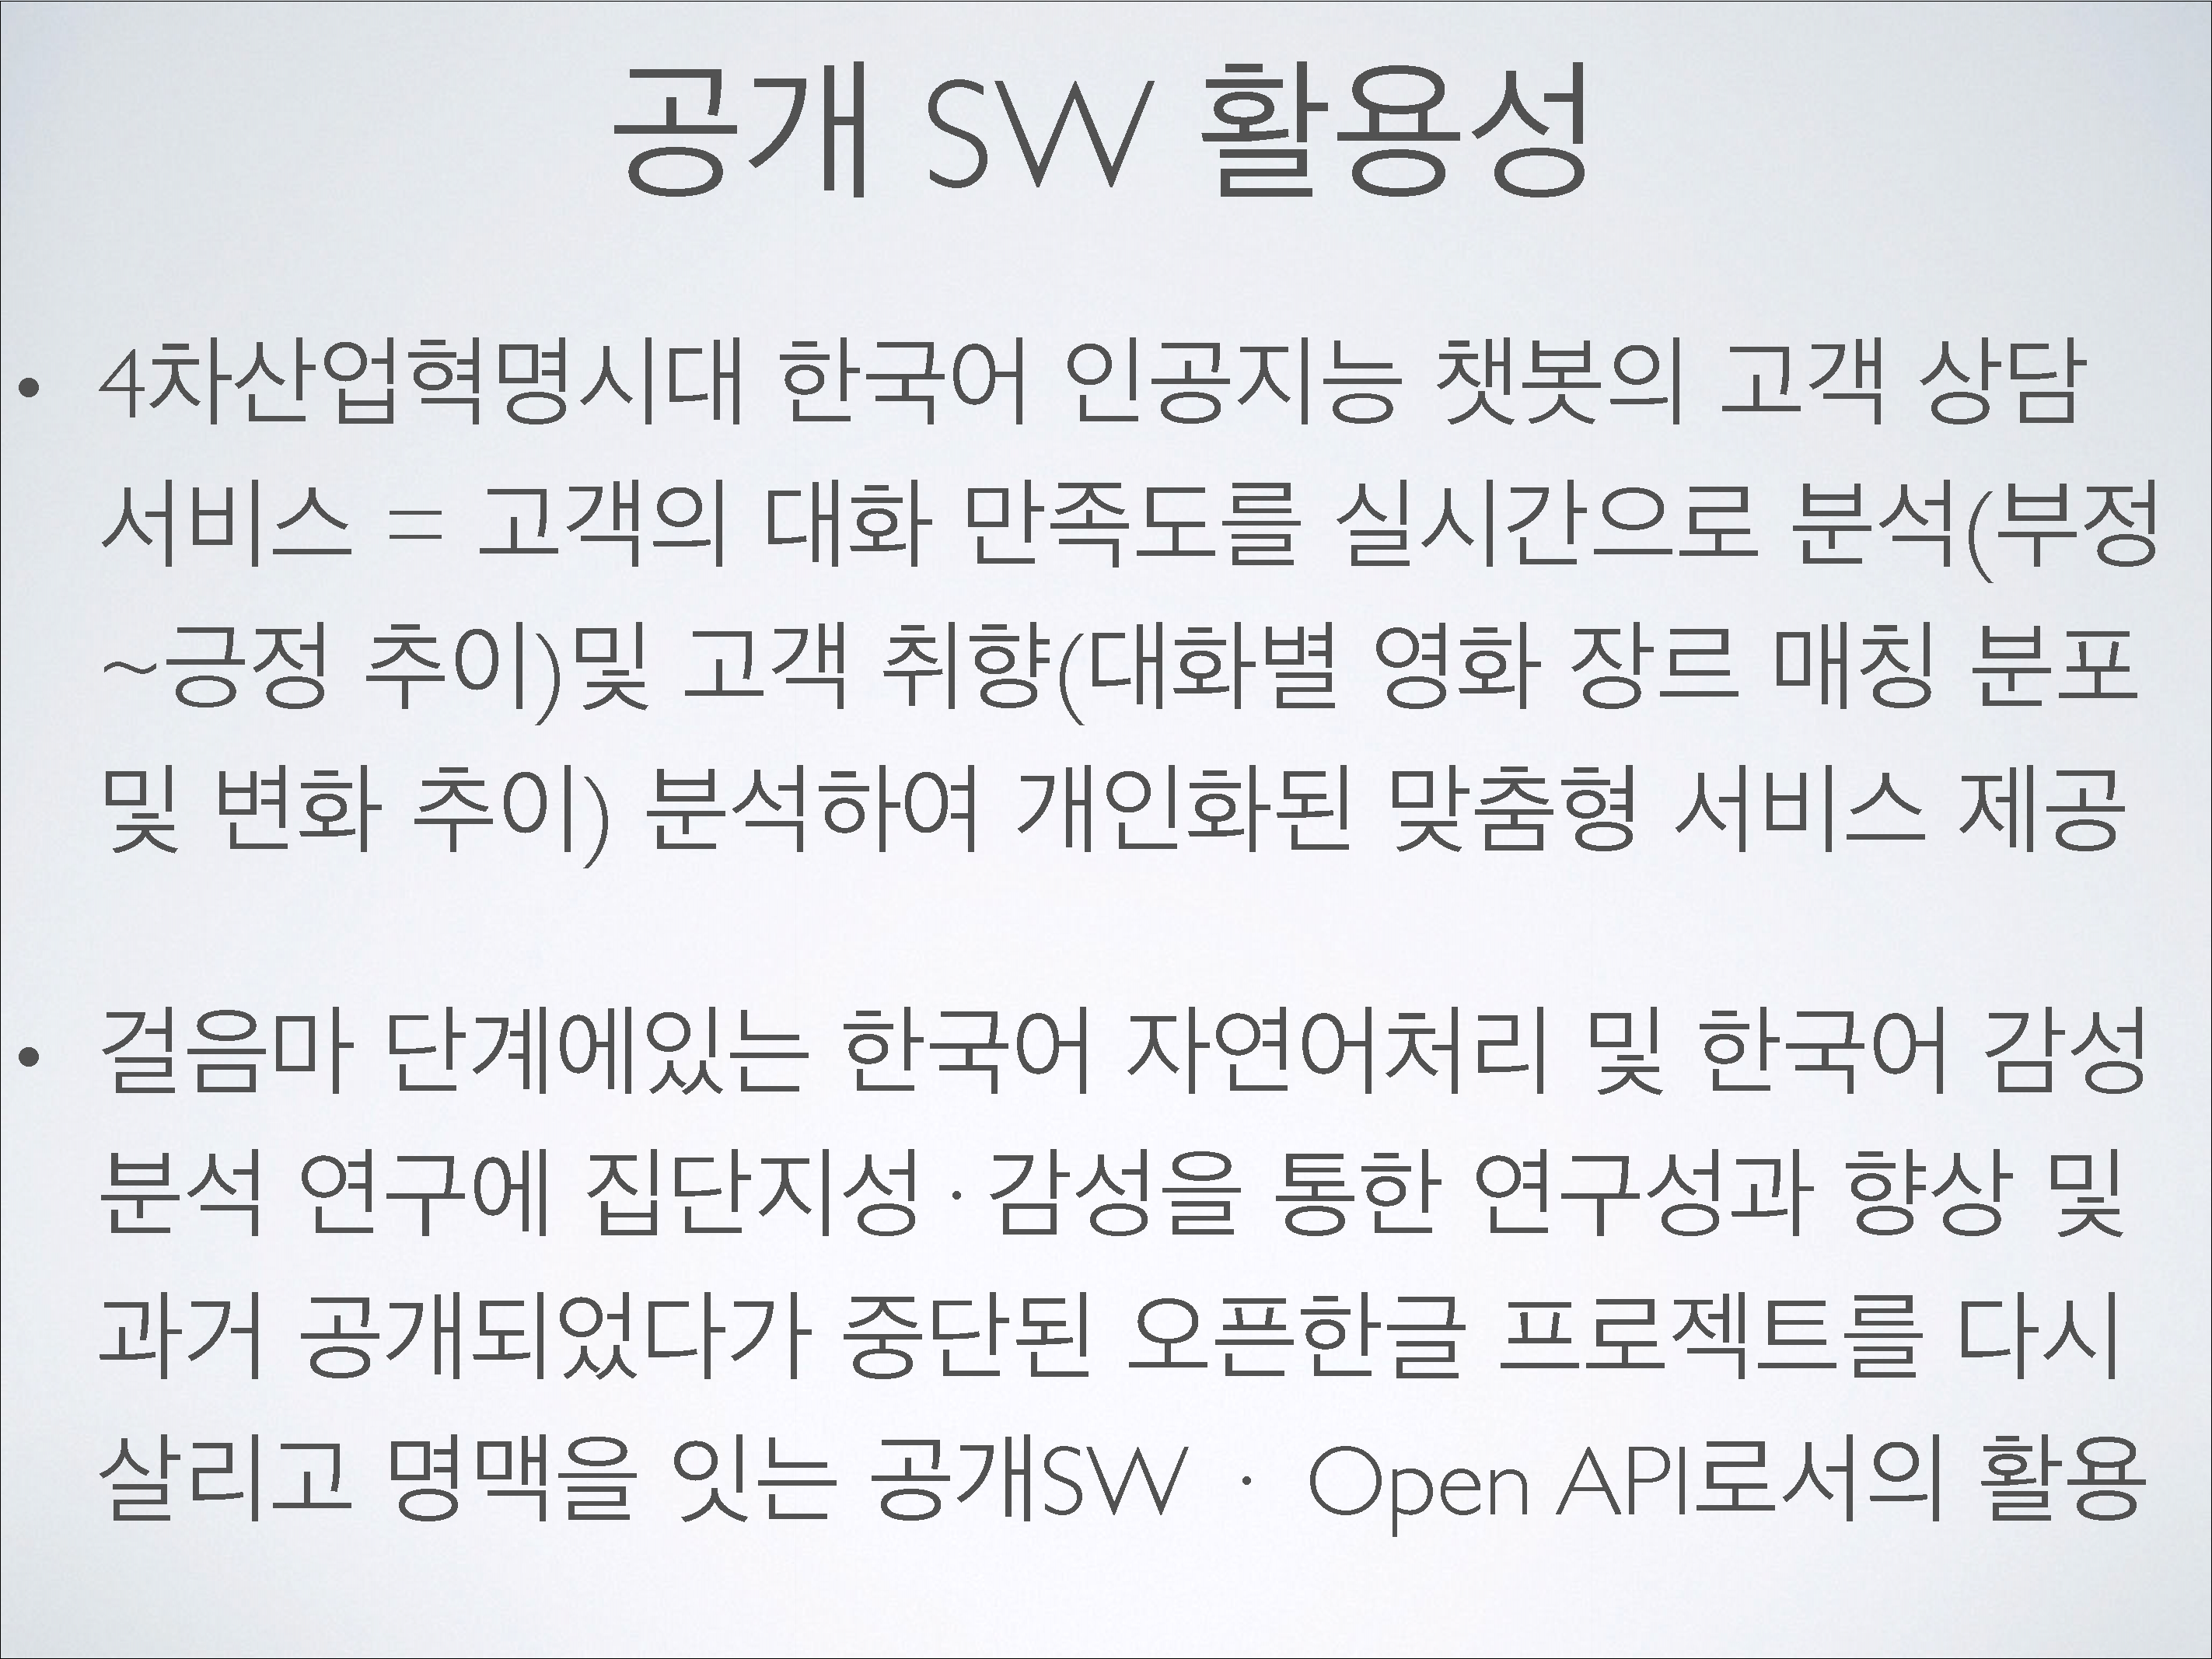 공개 SW 활용성
• 4차산업혁명시대 한국어 인공지능 챗봇의 고객 상담
서비스 = 고객의 대화 만족도를 실시간으로 분석(부정
~긍정 추이)및 고객 취향(대화별 영화 장르 매칭 분포
및 변화 추이) 분석하여 개인화된 맞춤형 서비스 제공
• 걸음마 단계에있는 한국어 자연어처리 및 한국어 감성
분석 연구에 집단지성·감성을 통한 연구성과 향상 및
과거 공개되었다가 중단된 오픈한글 프로젝트를 다시
살리고 명맥을 잇는 공개SW · Open API로서의 활용